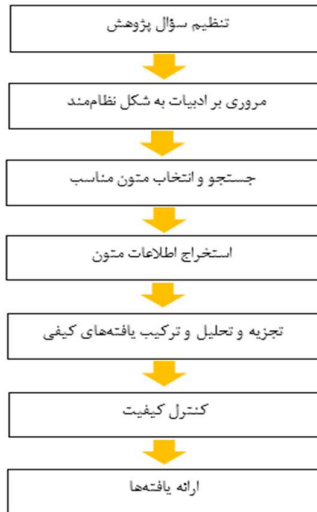 تنظیم سؤال پژوهش
مروری بر ادبیات به شکل نظام‌مند
جستجو و انتخاب متون مناسب
استخراج اطلاعات متون
تجزیه و تحلیل و ترکیب یافته‌های کیفی
کنترل کیفیت
ارائه یافته‌ها